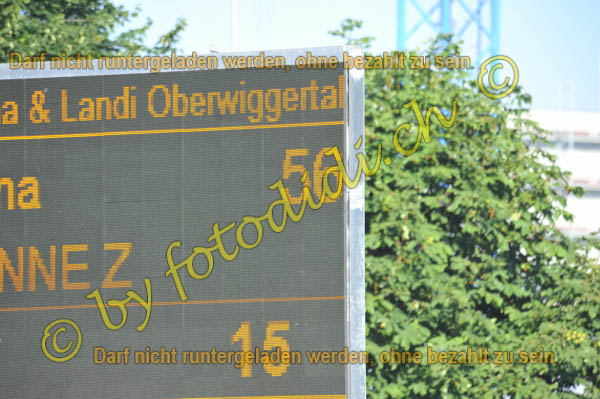 Darf nicht runtergeladen werden, ohne bezahlt zu sein
a & Landi Oberwiggertal
na 56
NNE Z
© by fotodidi.ch ©
15
Darf nicht runtergeladen werden, ohne bezahlt zu sein